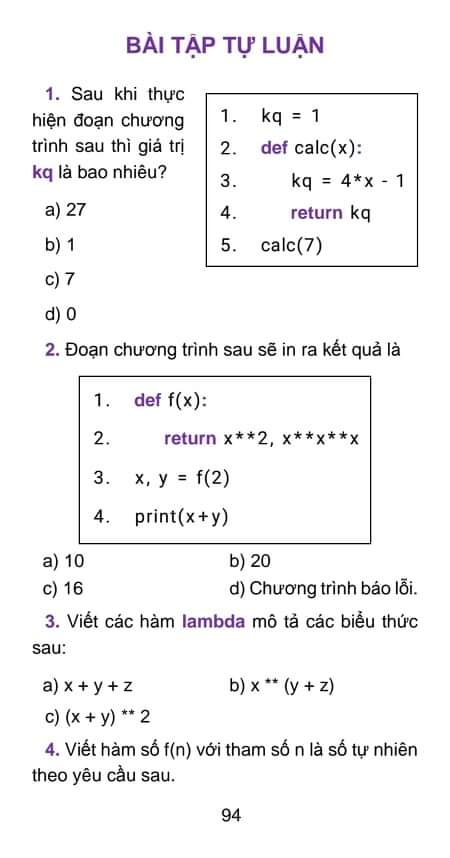 BÀI TẬP TỰ LUẬN
1. Sau khi thực
hiện đoạn chương
trình sau thì giá trị
kq là bao nhiêu?
a) 27
b) 1
c) 7
d) 0
1. kq = 1
2. def calc(x):
3. kq = 4*x - 1
4. return kq
5. calc(7)
2. Đoạn chương trình sau sẽ in ra kết quả là
1. def f(x):
2. return x**2, x**x**x
3. x, y = f(2)
4. print(x+y)
a) 10 b) 20
c) 16 d) Chương trình báo lỗi.
3. Viết các hàm lambda mô tả các biểu thức
sau:
a) x + y + z b) x ** (y + z)
c) (x + y) ** 2
4. Viết hàm số f(n) với tham số n là số tự nhiên
theo yêu cầu sau.
94